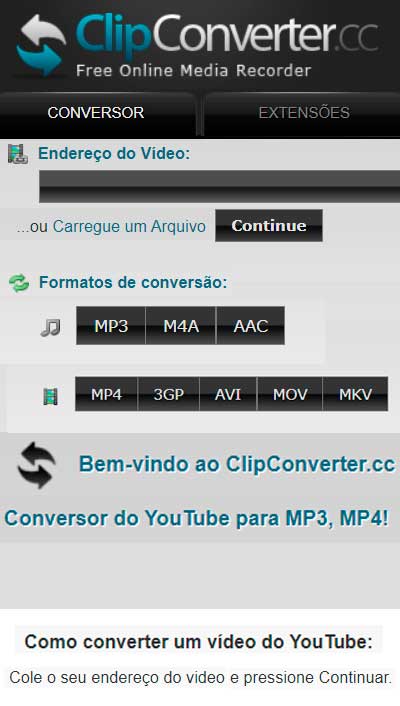 ClipConverter.cc
Free Online Media Recorder
CONVERSOR EXTENSÕES
Endereço do Vídeo:
...ou Carregue um Arquivo Continue
Formatos de conversão:
MP3 M4A AAC
MP4 3GP AVI MOV MKV
Bem-vindo ao ClipConverter.cc
Conversor do YouTube para MP3, MP4!
Como converter um vídeo do YouTube:
Cole o seu endereço do video e pressione Continuar.